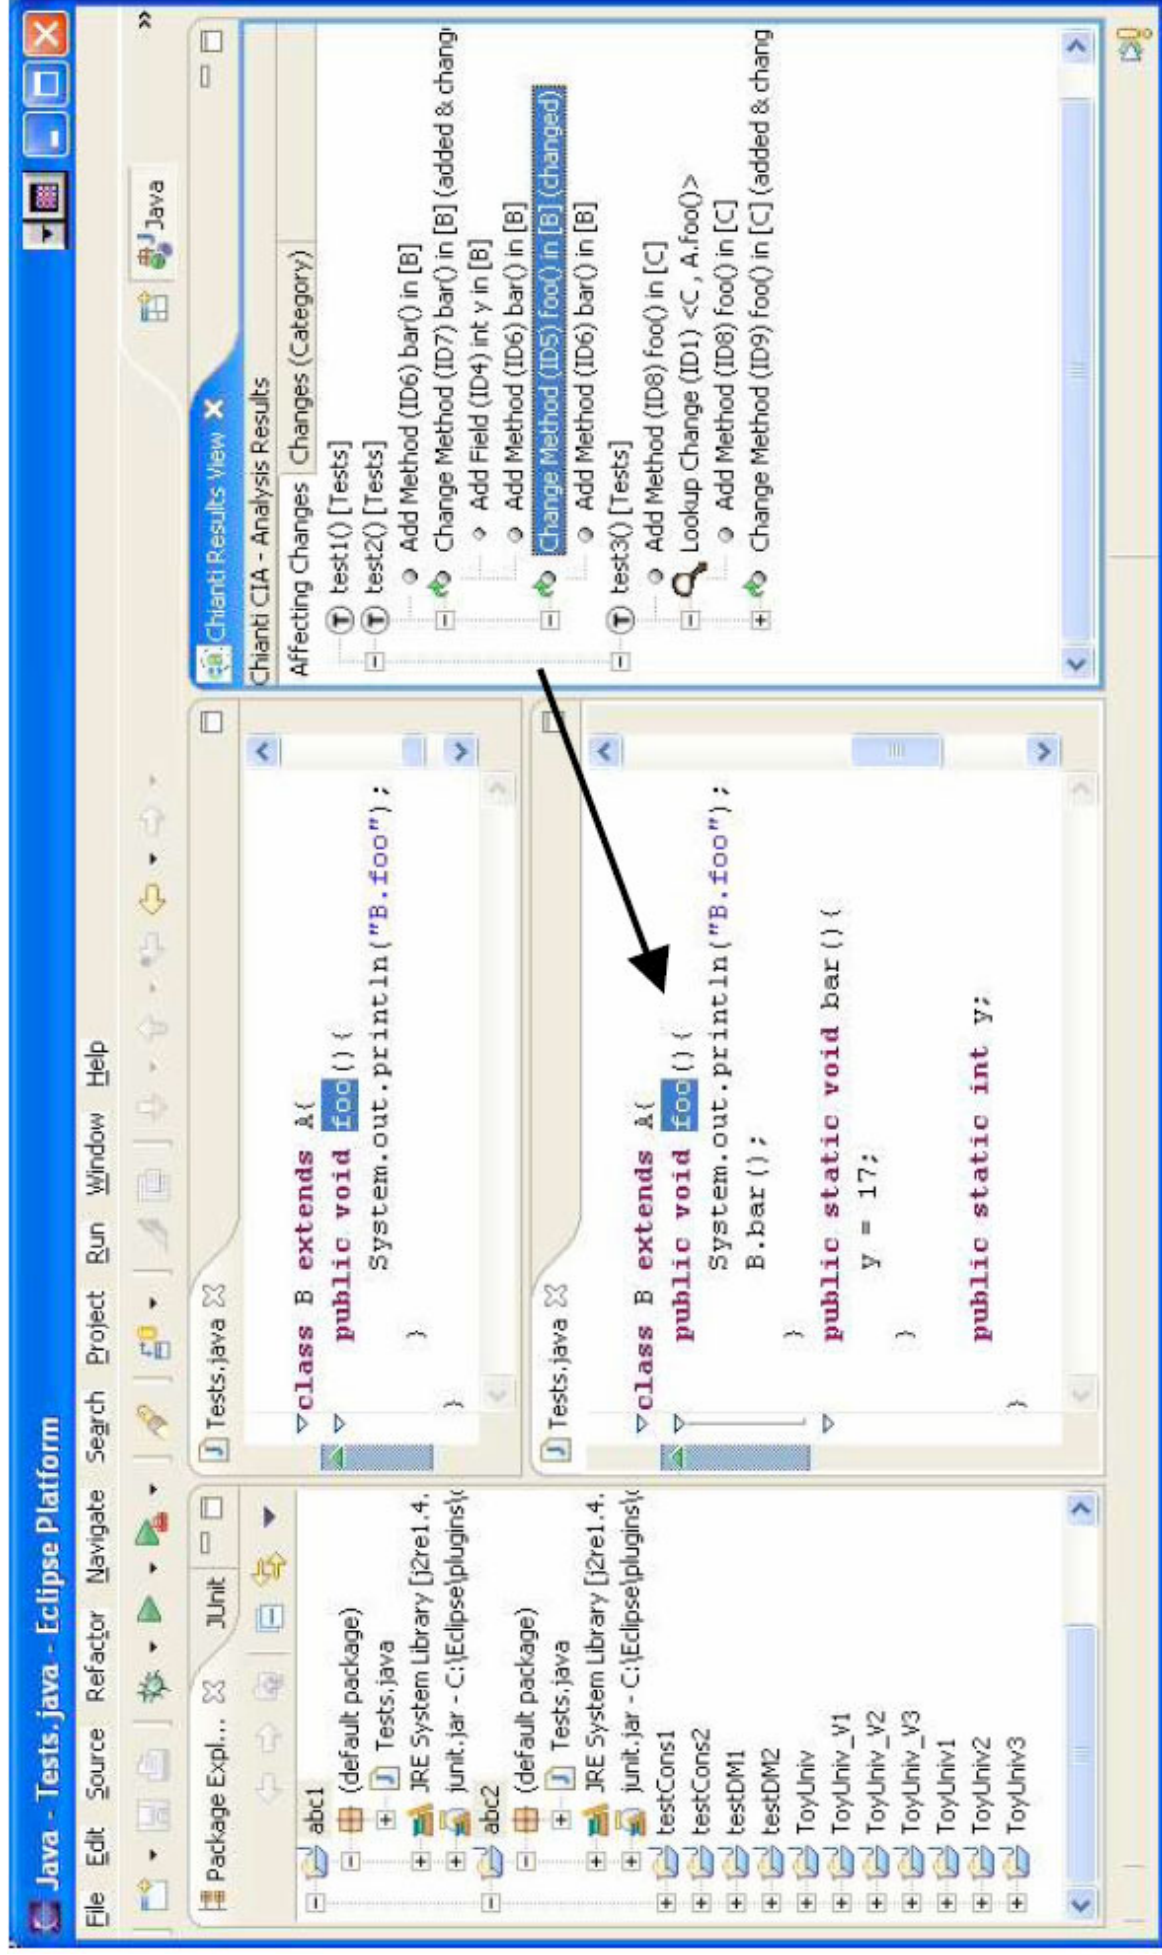 Java - Tests.java - Eclipse Platform
File Edit Source Refactor Navigate Search Project Run Window Help
Java
»
Package Expl... JUnit
abc1
(default package)
Tests.java
JRE System Library [j2re1.4.
junit.jar - C:\Eclipse\plugins\
abc2
(default package)
Tests.java
JRE System Library [j2re1.4.
junit.jar - C:\Eclipse\plugins\
testCons1
testCons2
testDM1
testDM2
ToyUniv
ToyUniv_V1
ToyUniv_V2
ToyUniv_V3
ToyUniv1
ToyUniv2
ToyUniv3
Tests.java
class B extends A{
public void foo(){
System.out.println("B.foo");
}
}
Tests.java
class B extends A{
public void foo(){
System.out.println("B.foo");
B.bar();
}
public static void bar(){
y = 17;
}
public static int y;
}
Chianti Results View
Chianti CIA - Analysis Results
Affecting Changes Changes (Category)
test1() [Tests]
test2() [Tests]
Add Method (ID6) bar() in [B]
Change Method (ID7) bar() in [B] (added & chang
Add Field (ID4) int y in [B]
Add Method (ID6) bar() in [B]
Change Method (ID5) foo() in [B] (changed)
Add Method (ID6) bar() in [B]
test3() [Tests]
Add Method (ID8) foo() in [C]
Lookup Change (ID1) <C , A.foo()>
Add Method (ID8) foo() in [C]
Change Method (ID9) foo() in [C] (added & chang